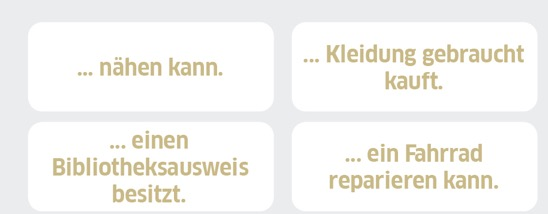 ... nähen kann.
... Kleidung gebraucht
kauft.
... einen
Bibliotheksausweis
besitzt.
... ein Fahrrad
reparieren kann.